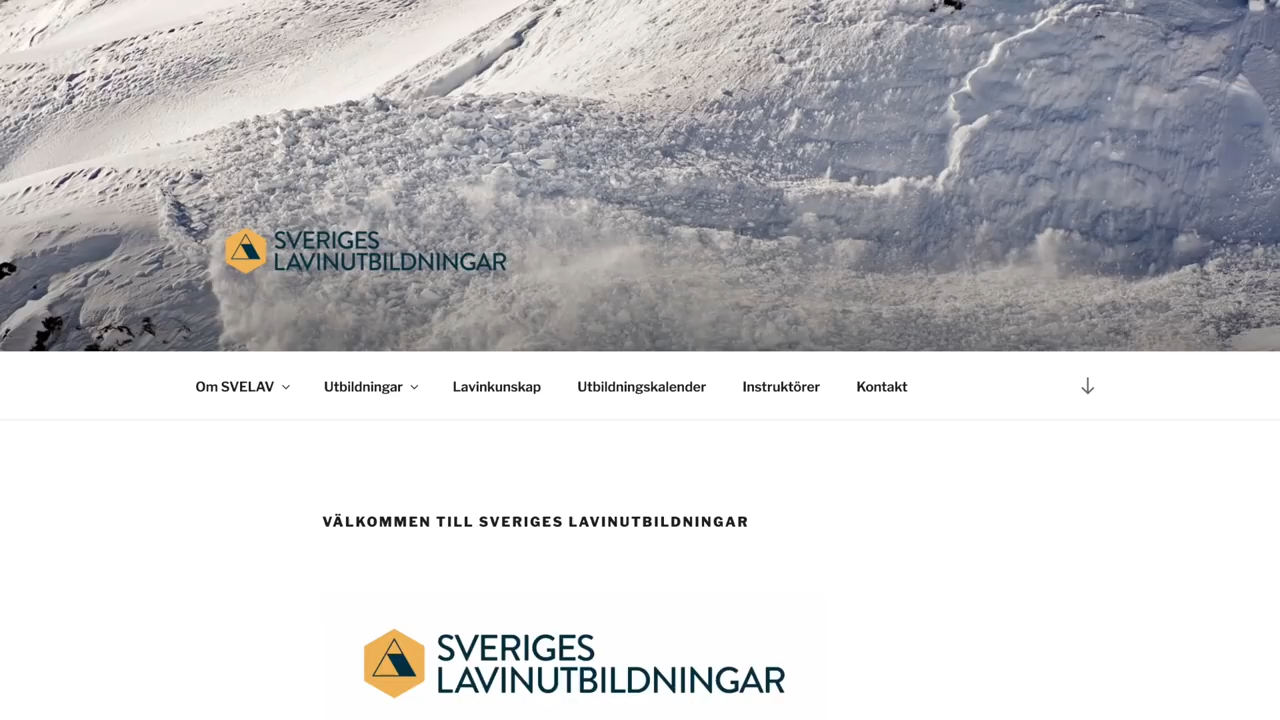 SVERIGES
LAVINUTBILDNINGAR
Om SVELAV
Utbildningar
Lavinkunskap
Utbildningskalender
Instruktörer
Kontakt
VÄLKOMMEN TILL SVERIGES LAVINUTBILDNINGAR
SVERIGES
LAVINUTBILDNINGAR